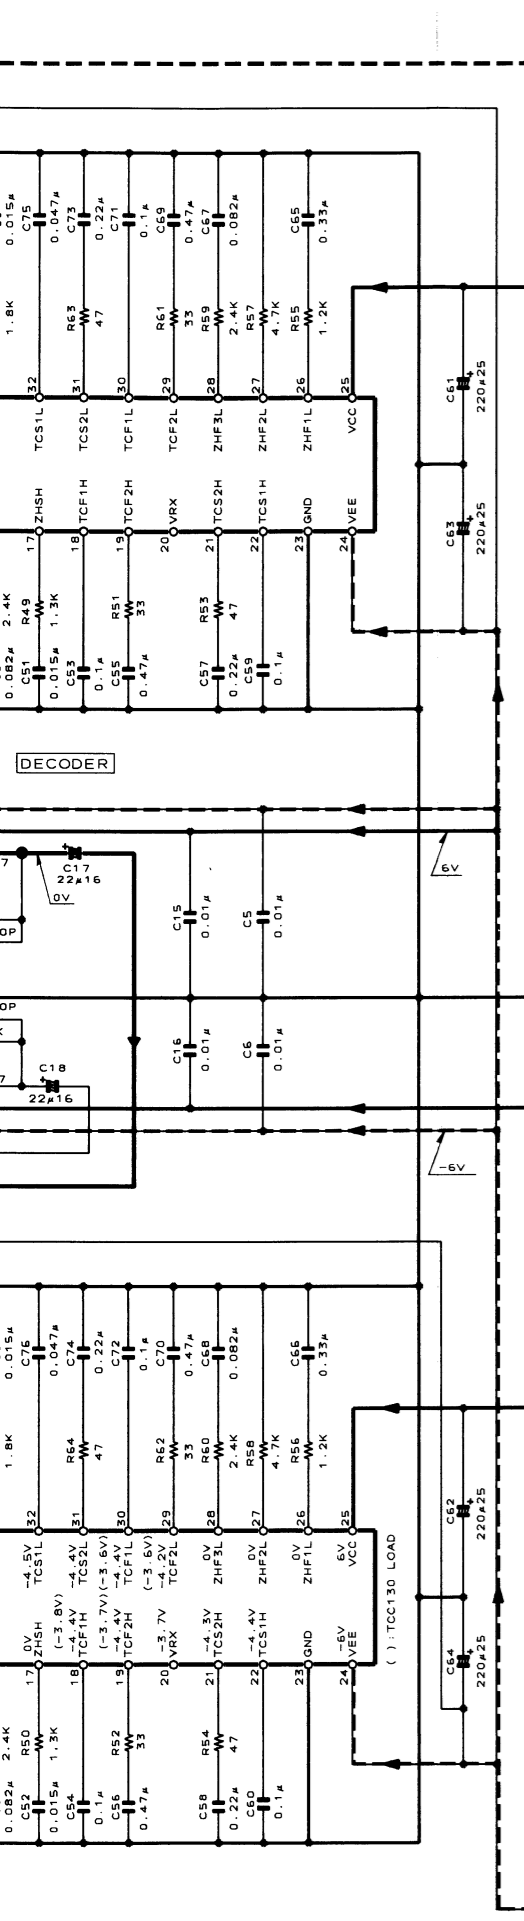 0.015μ
C75
0.047μ
C73
0.22μ
C71
0.1μ
C69
0.47μ
C67
0.082μ
C65
0.33μ
1.8K
R63
47
R61
33
R59
2.4K
R57
4.7K
R55
1.2K
C61
220μ25
32
31
30
29
28
27
26
25
TCS1L
TCS2L
TCF1L
TCF2L
ZHF3L
ZHF2L
ZHF1L
VCC
ZHSH
TCF1H
TCF2H
VRX
TCS2H
TCS1H
GND
VEE
17
18
19
20
21
22
23
24
C63
220μ25
2.4K
R49
1.3K
R51
33
R53
47
0.082μ
C51
0.015μ
C53
0.1μ
C55
0.47μ
C57
0.22μ
C59
0.1μ
DECODER
7
C17
22μ16
6V
0V
OP
C15
0.01μ
C5
0.01μ
OP
K
C16
0.01μ
C6
0.01μ
7
C18
22μ16
-6V
0.015μ
C76
0.047μ
C74
0.22μ
C72
0.1μ
C70
0.47μ
C68
0.082μ
C66
0.33μ
1.8K
R64
47
R62
33
R60
2.4K
R58
4.7K
R56
1.2K
C62
220μ25
32
31
30
29
28
27
26
25
-4.5V
TCS1L
-4.4V
TCS2L
(-3.6V)
-4.4V
TCF1L
(-3.6V)
-4.2V
TCF2L
0V
ZHF3L
0V
ZHF2L
0V
ZHF1L
6V
VCC
( ):TCC130 LOAD
0V
ZHSH
(-3.8V)
-4.4V
TCF1H
(-3.7V)
-4.4V
TCF2H
-3.7V
VRX
-4.3V
TCS2H
-4.4V
TCS1H
GND
-6V
VEE
17
18
19
20
21
22
23
24
C64
220μ25
2.4K
R50
1.3K
R52
33
R54
47
0.082μ
C52
0.015μ
C54
0.1μ
C56
0.47μ
C58
0.22μ
C60
0.1μ